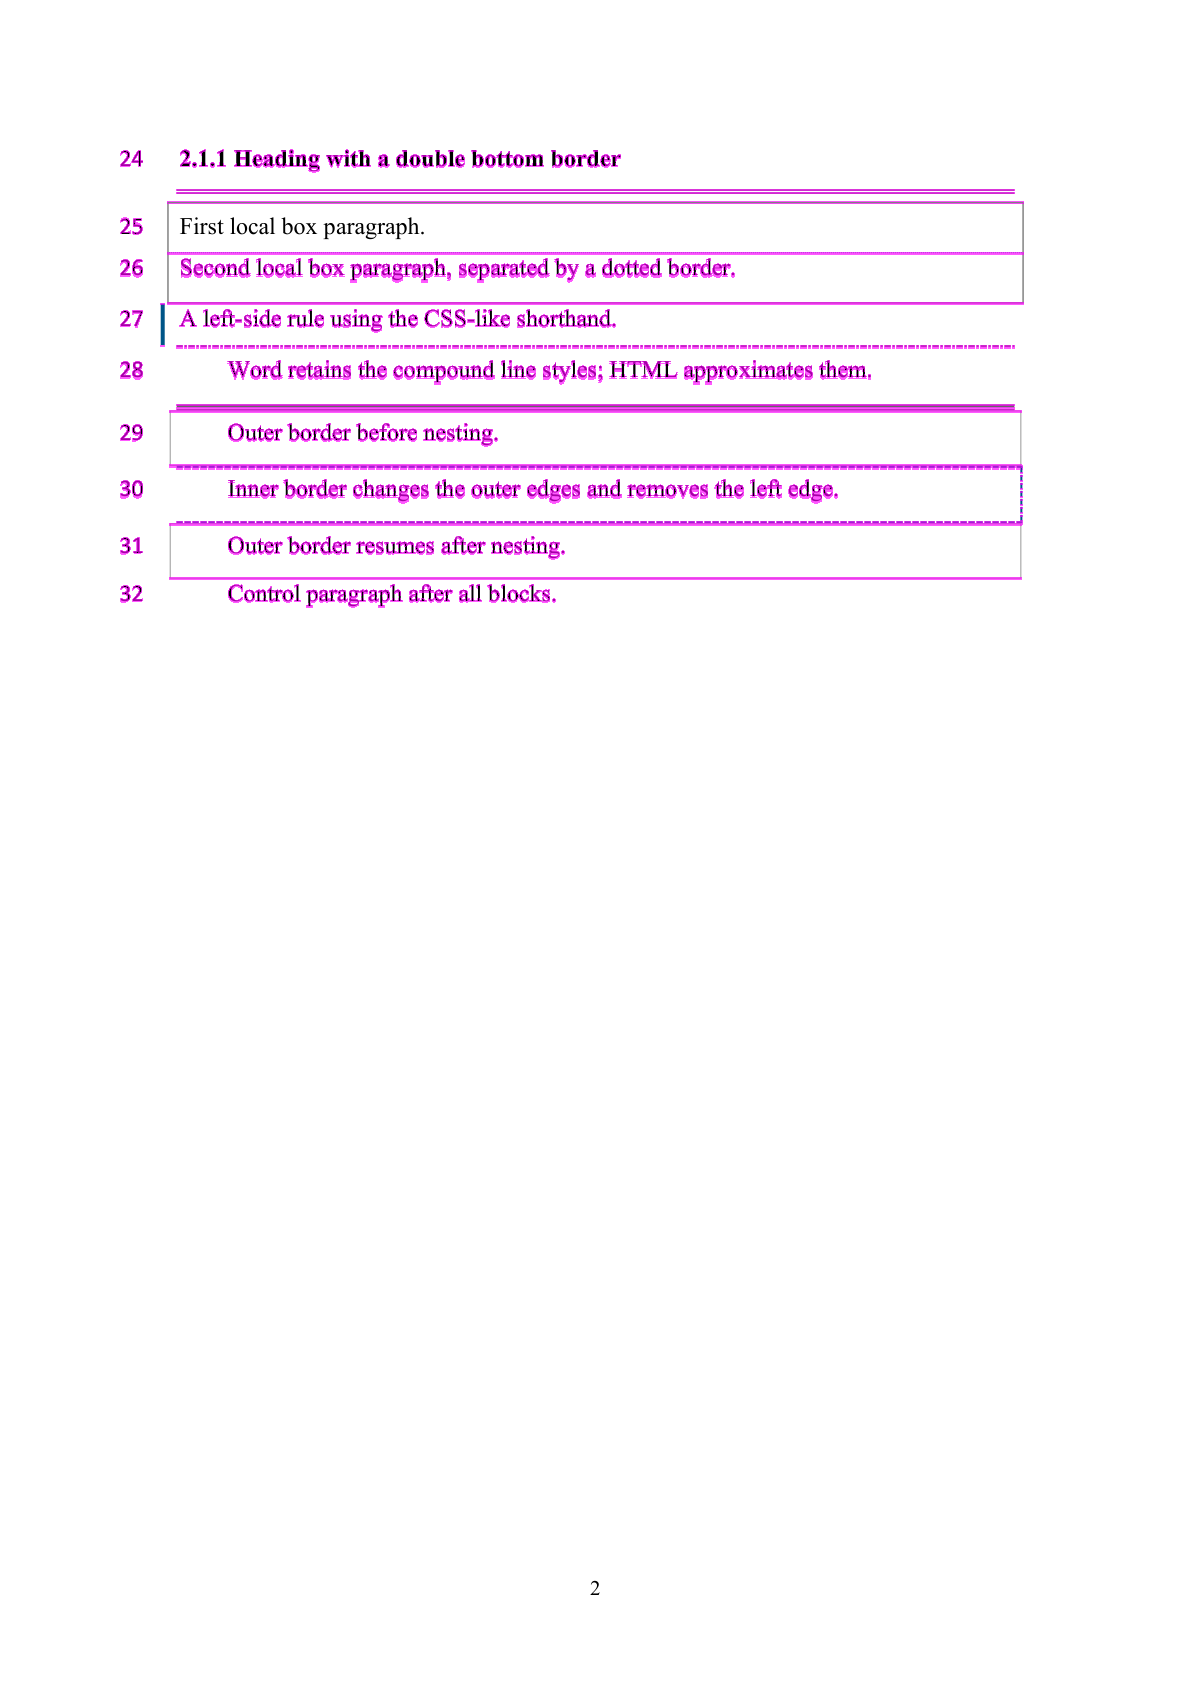 24 2.1.1 Heading with a double bottom border
25 First local box paragraph.
26 Second local box paragraph, separated by a dotted border.
27 A left-side rule using the CSS-like shorthand.
28 Word retains the compound line styles; HTML approximates them.
29 Outer border before nesting.
30 Inner border changes the outer edges and removes the left edge.
31 Outer border resumes after nesting.
32 Control paragraph after all blocks.
2